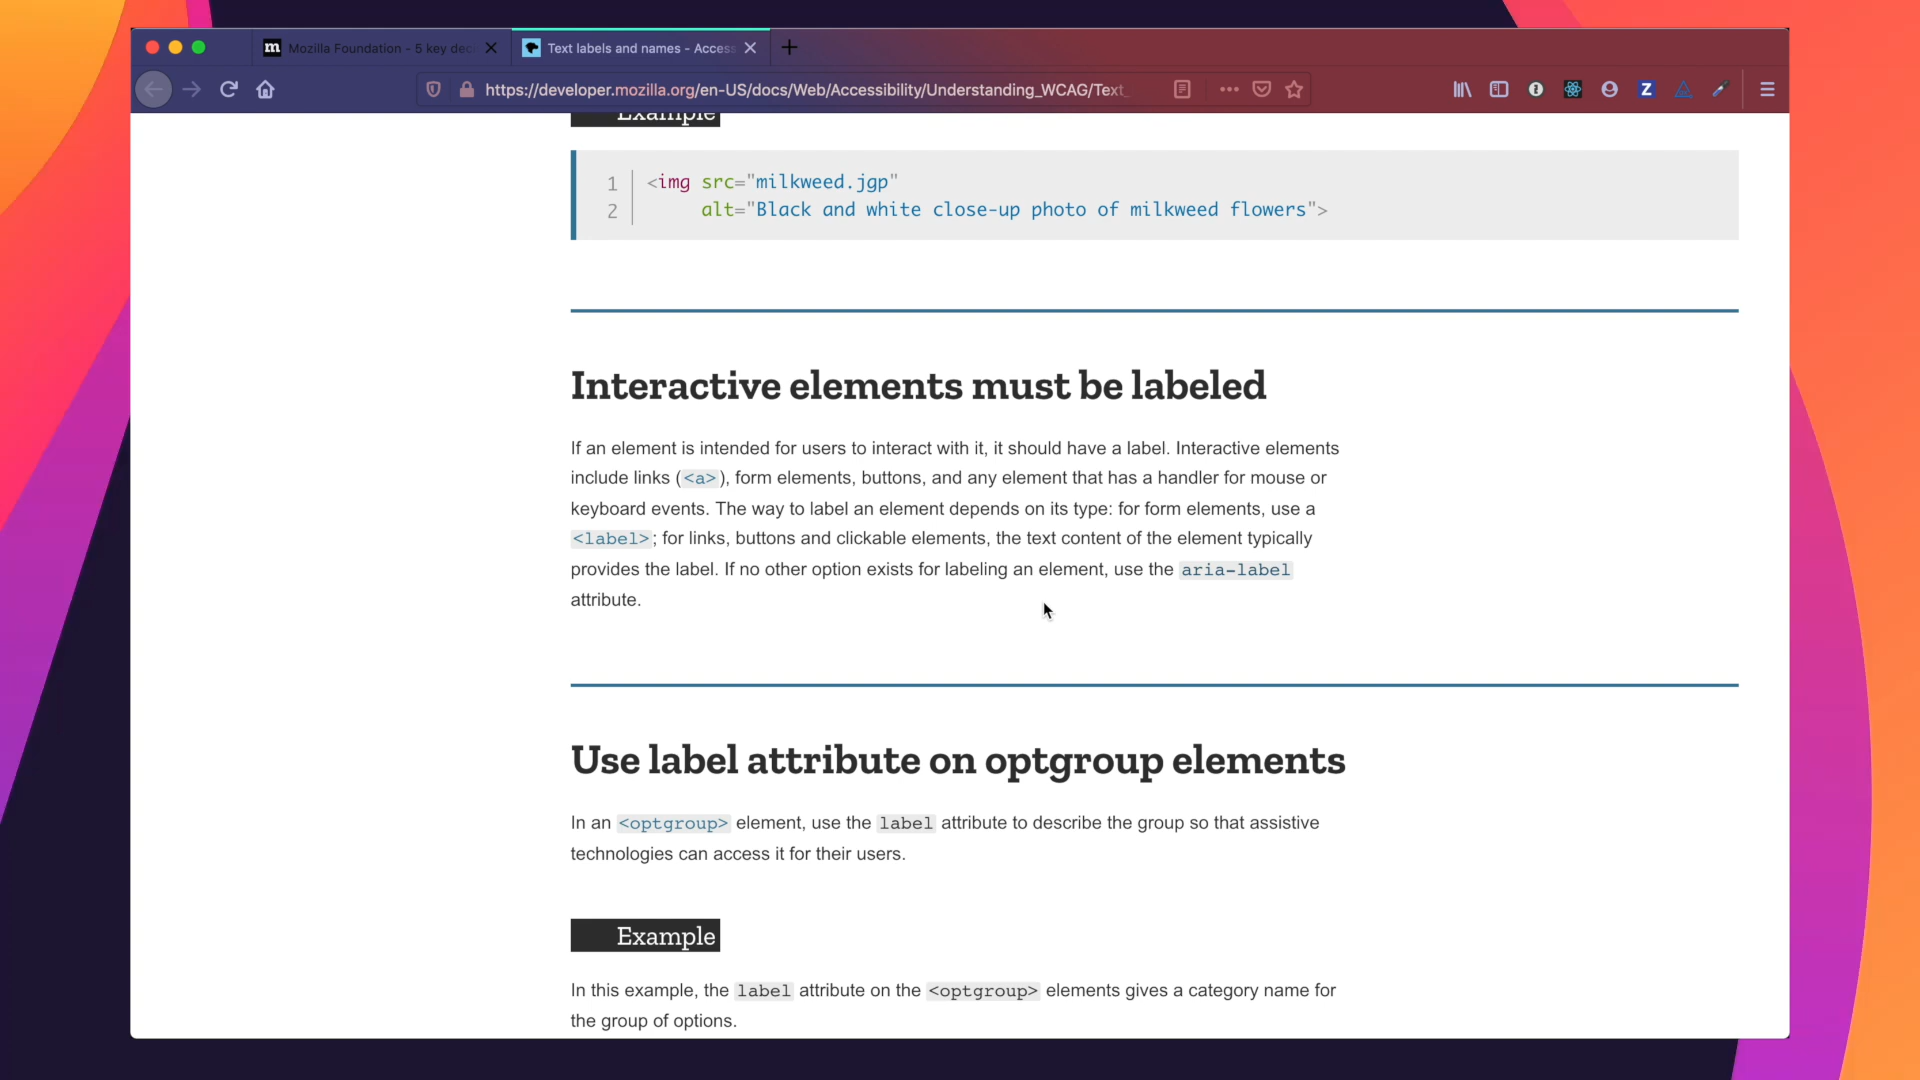 Mozilla Foundation - 5 key dec
Text labels and names - Access
https://developer.mozilla.org/en-US/docs/Web/Accessibility/Understanding_WCAG/Text_
Example
1 <img src="milkweed.jgp"
2 alt="Black and white close-up photo of milkweed flowers">
Interactive elements must be labeled
If an element is intended for users to interact with it, it should have a label. Interactive elements
include links (<a>), form elements, buttons, and any element that has a handler for mouse or
keyboard events. The way to label an element depends on its type: for form elements, use a
<label>; for links, buttons and clickable elements, the text content of the element typically
provides the label. If no other option exists for labeling an element, use the aria-label
attribute.
Use label attribute on optgroup elements
In an <optgroup> element, use the label attribute to describe the group so that assistive
technologies can access it for their users.
Example
In this example, the label attribute on the <optgroup> elements gives a category name for
the group of options.